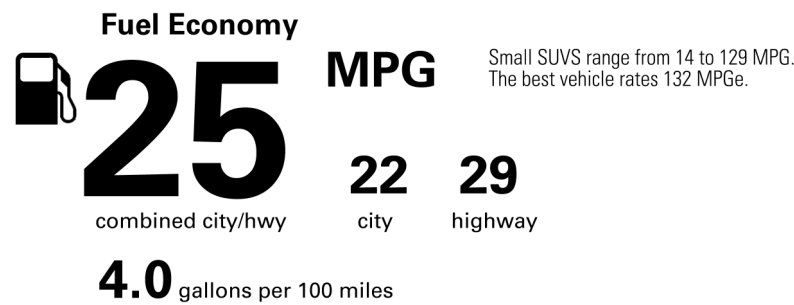 Fuel Economy
25
MPG
Small SUVS range from 14 to 129 MPG.
The best vehicle rates 132 MPGe.
22 29
combined city/hwy city highway
4.0 gallons per 100 miles